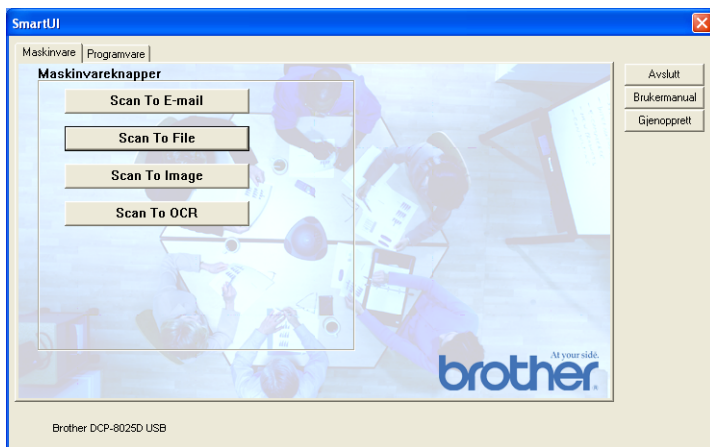 SmartUI
Maskinvare
Programvare
Maskinvareknapper
Scan To E-mail
Scan To File
Scan To Image
Scan To OCR
Avslutt
Brukermanual
Gjenopprett
At your side.
brother
Brother DCP-8025D USB